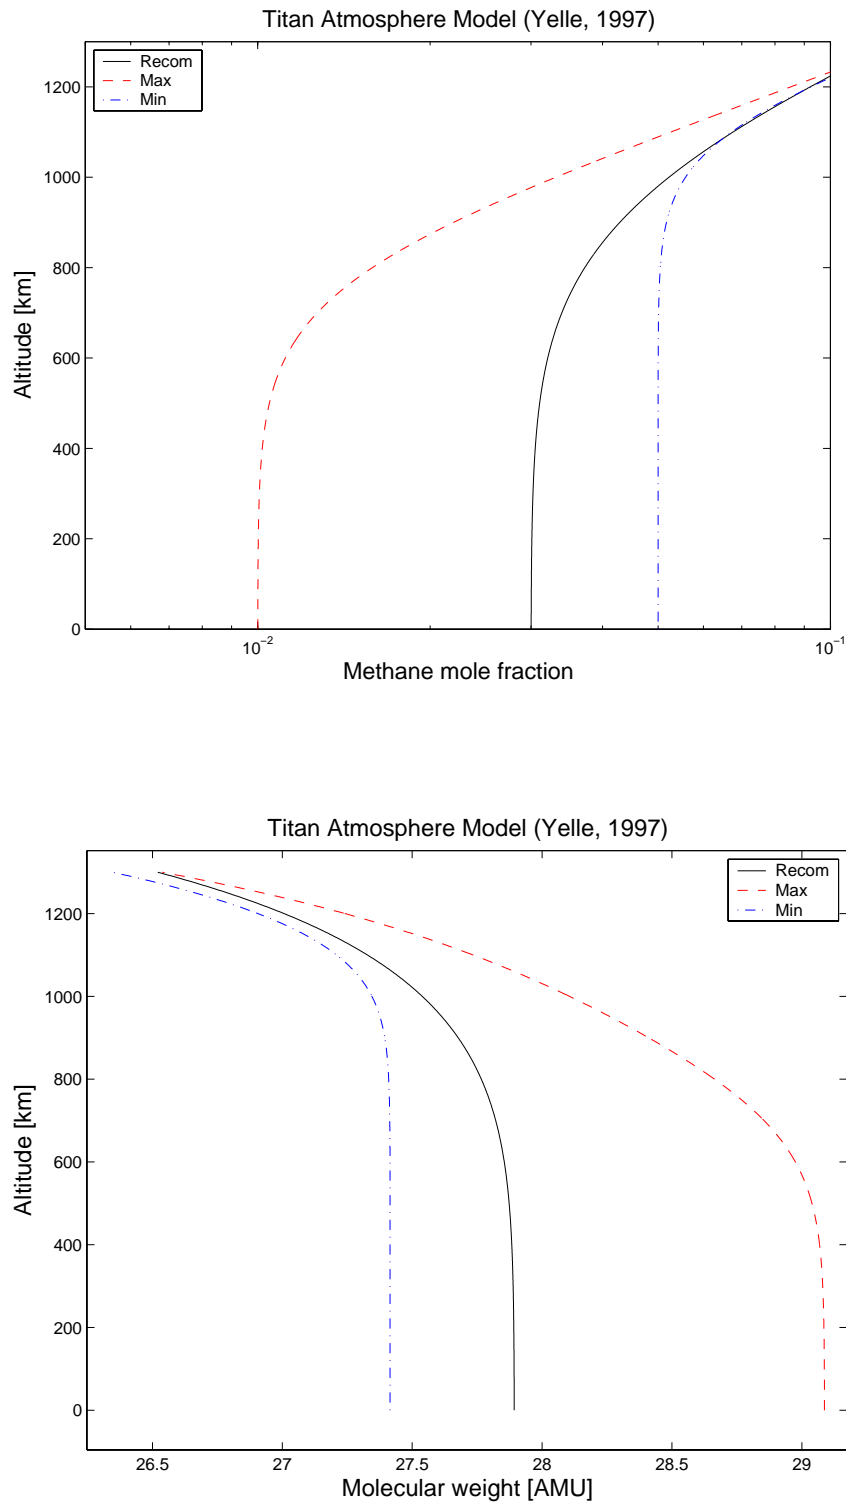 Titan Atmosphere Model (Yelle, 1997)
Recom
Max
Min
1200
1000
800
600
400
200
0
Altitude [km]
10−2
10−1
Methane mole fraction
Titan Atmosphere Model (Yelle, 1997)
Recom
Max
Min
1200
1000
800
600
400
200
0
Altitude [km]
26.5 27 27.5 28 28.5 29
Molecular weight [AMU]